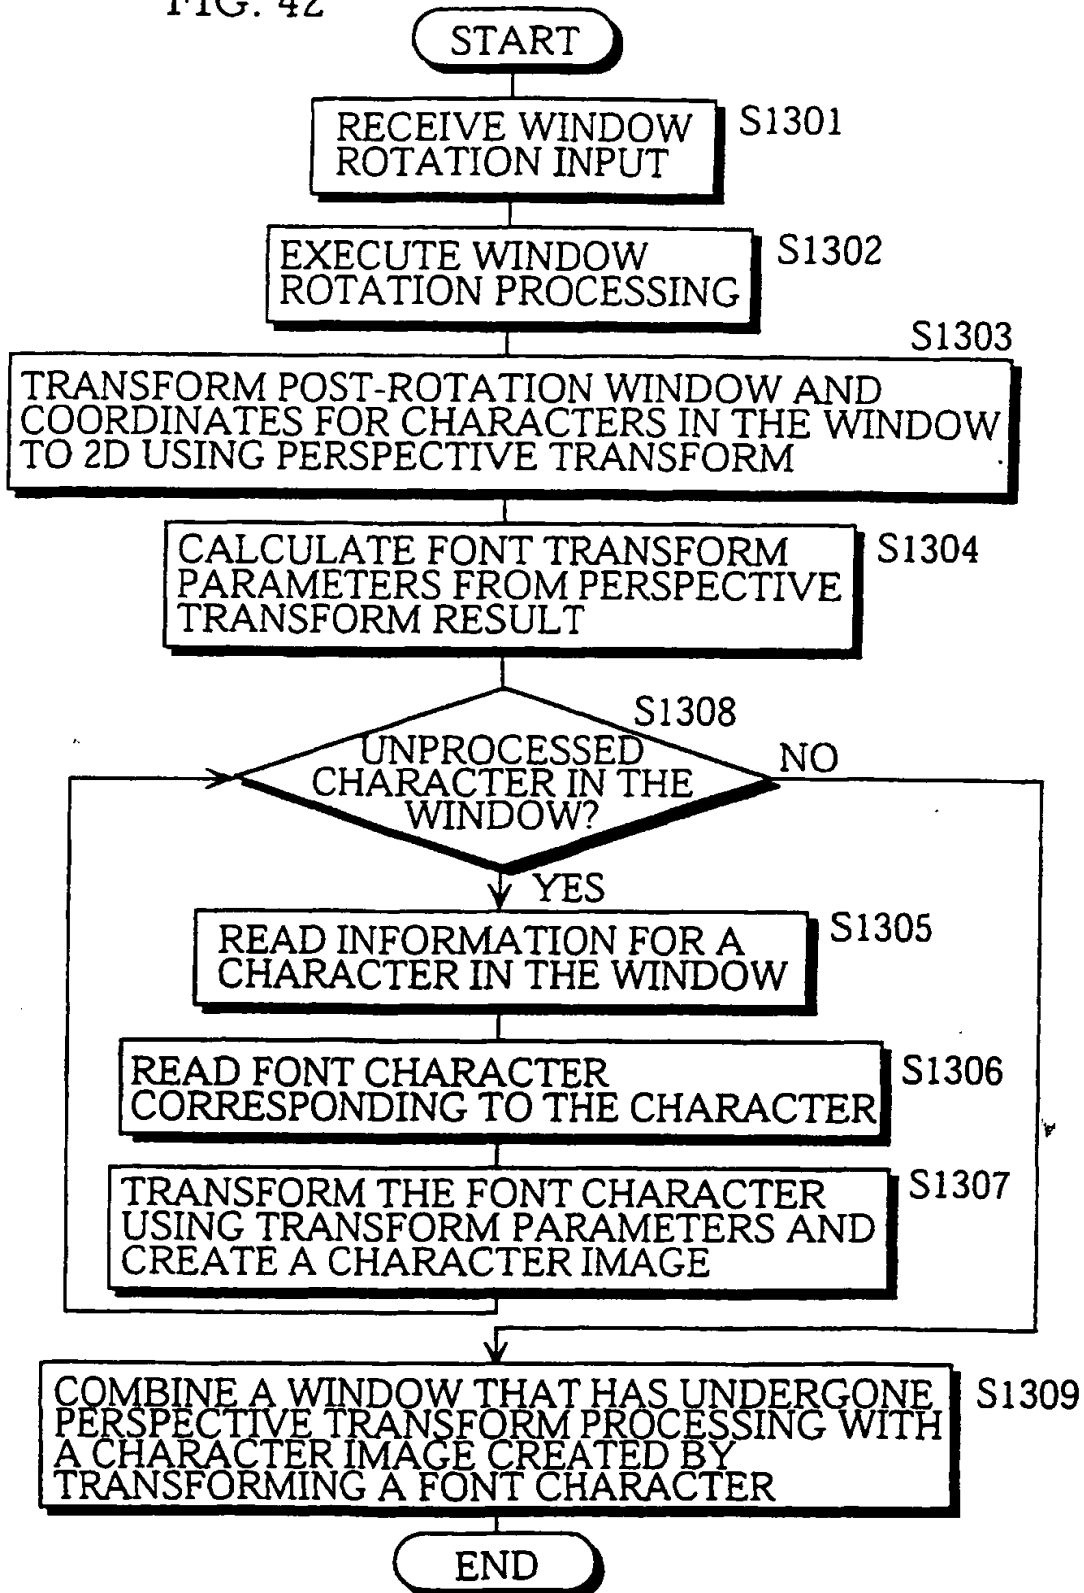 FIG. 42
START
RECEIVE WINDOW
ROTATION INPUT
S1301
EXECUTE WINDOW
ROTATION PROCESSING
S1302
S1303
TRANSFORM POST-ROTATION WINDOW AND
COORDINATES FOR CHARACTERS IN THE WINDOW
TO 2D USING PERSPECTIVE TRANSFORM
CALCULATE FONT TRANSFORM
PARAMETERS FROM PERSPECTIVE
TRANSFORM RESULT
S1304
S1308
UNPROCESSED
CHARACTER IN THE
WINDOW?
NO
YES
READ INFORMATION FOR A
CHARACTER IN THE WINDOW
S1305
READ FONT CHARACTER
CORRESPONDING TO THE CHARACTER
S1306
TRANSFORM THE FONT CHARACTER
USING TRANSFORM PARAMETERS AND
CREATE A CHARACTER IMAGE
S1307
COMBINE A WINDOW THAT HAS UNDERGONE
PERSPECTIVE TRANSFORM PROCESSING WITH
A CHARACTER IMAGE CREATED BY
TRANSFORMING A FONT CHARACTER
S1309
END